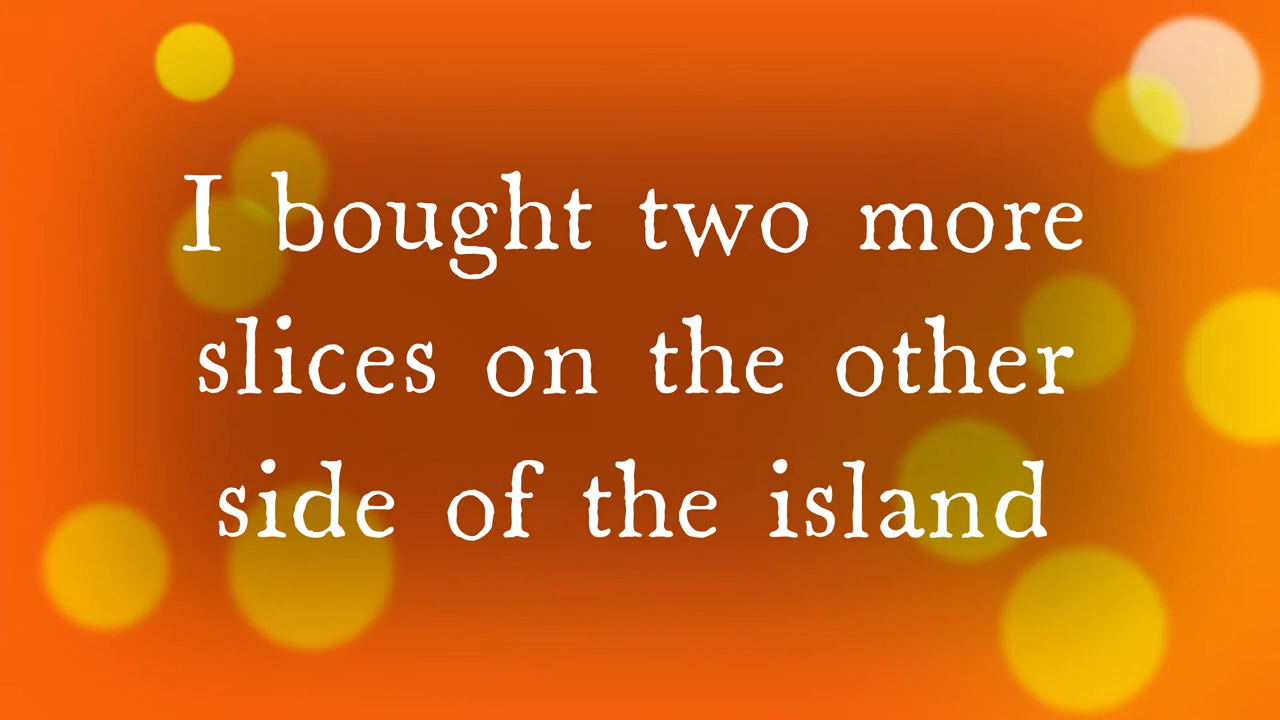 I bought two more
slices on the other
side of the island